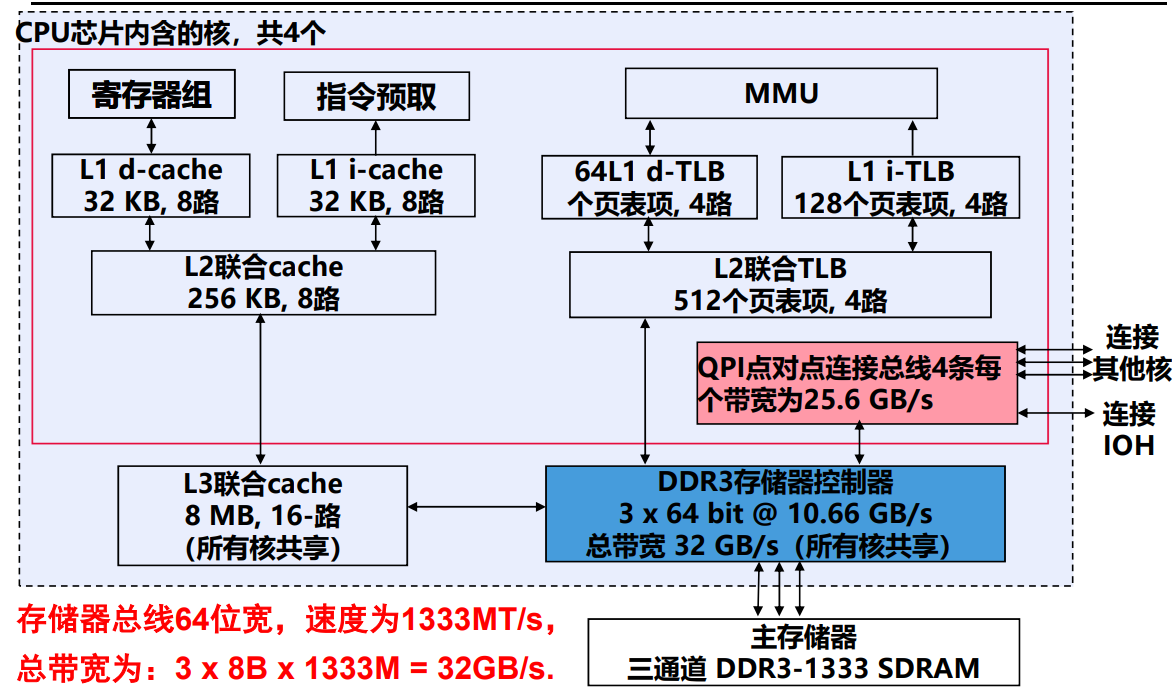 CPU芯片内含的核，共4个
寄存器组
指令预取
MMU
L1 d-cache
32 KB, 8路
L1 i-cache
32 KB, 8路
64L1 d-TLB
个页表项, 4路
L1 i-TLB
128个页表项, 4路
L2联合cache
256 KB, 8路
L2联合TLB
512个页表项, 4路
QPI点对点连接总线4条每
个带宽为25.6 GB/s
连接
其他核
连接
IOH
L3联合cache
8 MB, 16-路
（所有核共享）
DDR3存储器控制器
3 x 64 bit @ 10.66 GB/s
总带宽 32 GB/s（所有核共享）
存储器总线64位宽，速度为1333MT/s，
总带宽为：3 x 8B x 1333M = 32GB/s.
主存储器
三通道 DDR3-1333 SDRAM